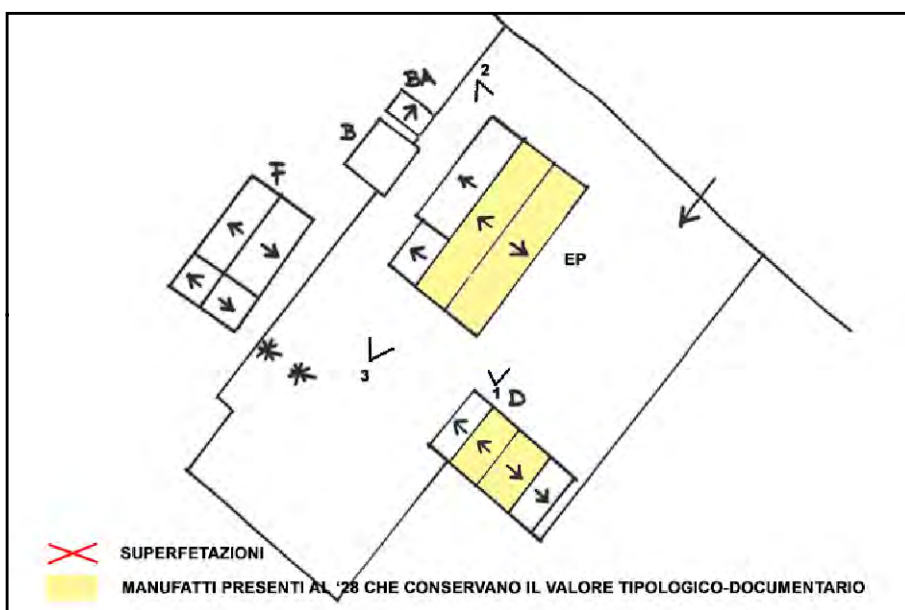 2
BA
B
F
EP
3
1
D
SUPERFETAZIONI
MANUFATTI PRESENTI AL '28 CHE CONSERVANO IL VALORE TIPOLOGICO-DOCUMENTARIO